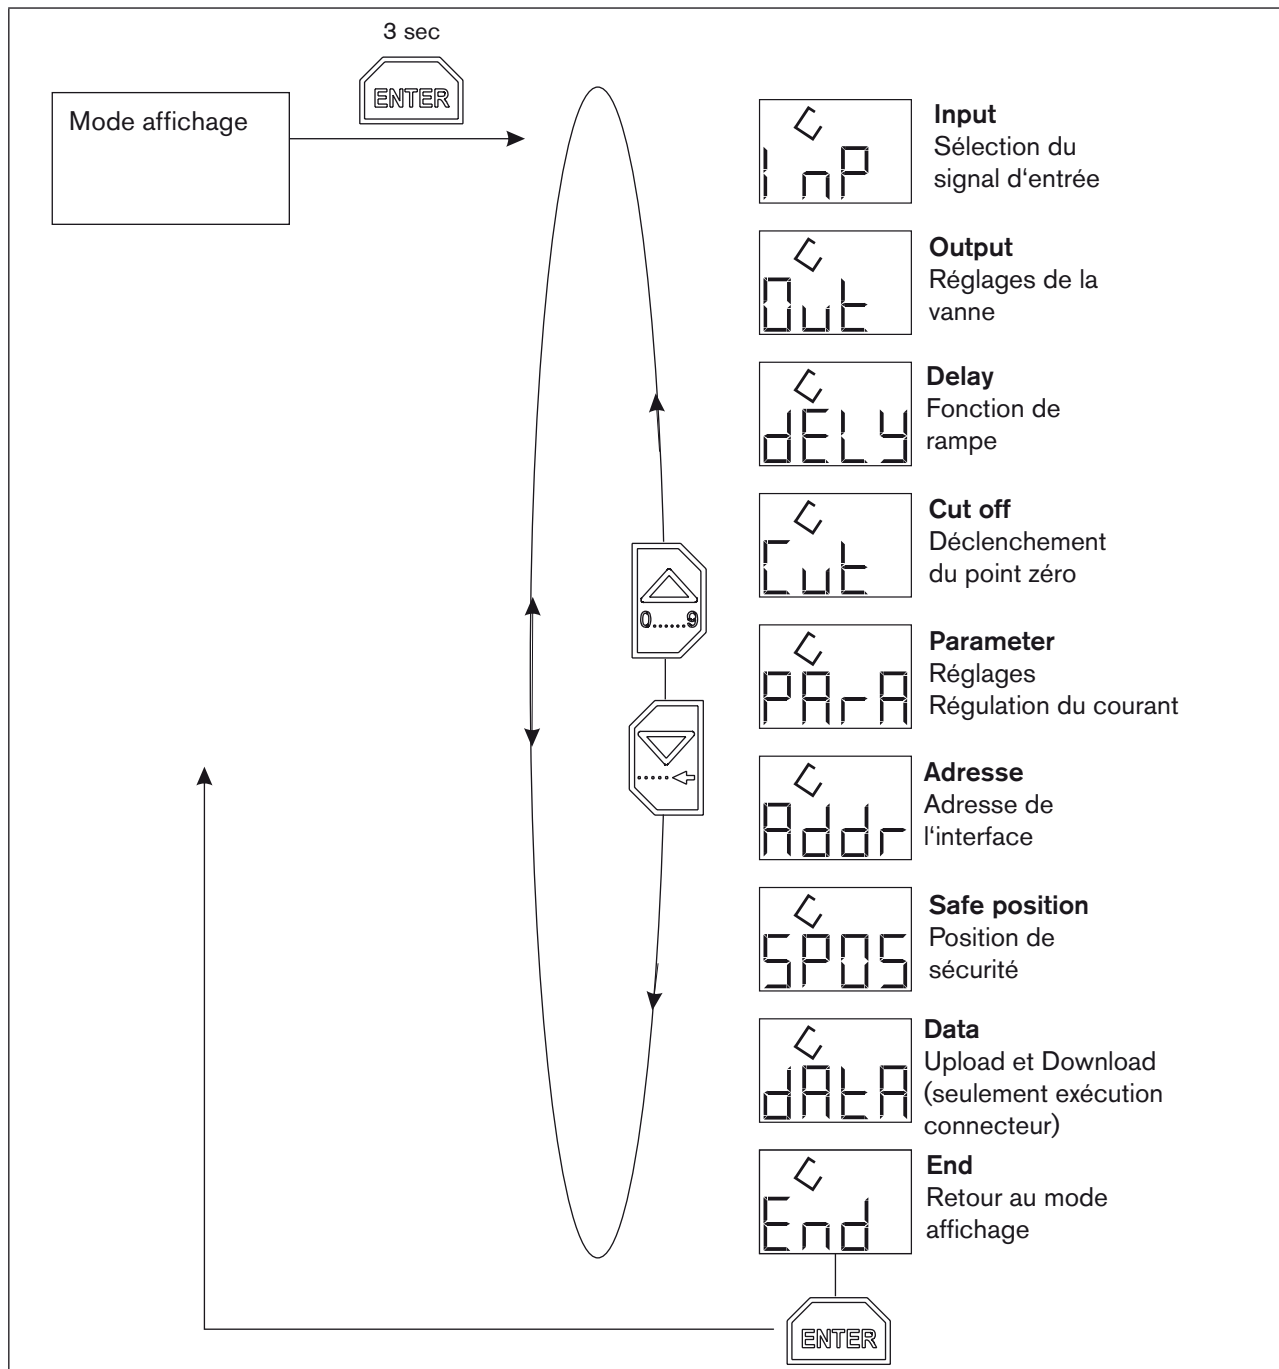 3 sec
ENTER
Mode affichage
C
InP
Input
Sélection du
signal d‘entrée
C
Out
Output
Réglages de la
vanne
C
dELY
Delay
Fonction de
rampe
C
Cut
Cut off
Déclenchement
du point zéro
0......9
C
PArA
Parameter
Réglages
Régulation du courant
C
Addr
Adresse
Adresse de
l‘interface
C
SPOS
Safe position
Position de
sécurité
C
dAtA
Data
Upload et Download
(seulement exécution
connecteur)
C
End
End
Retour au mode
affichage
ENTER